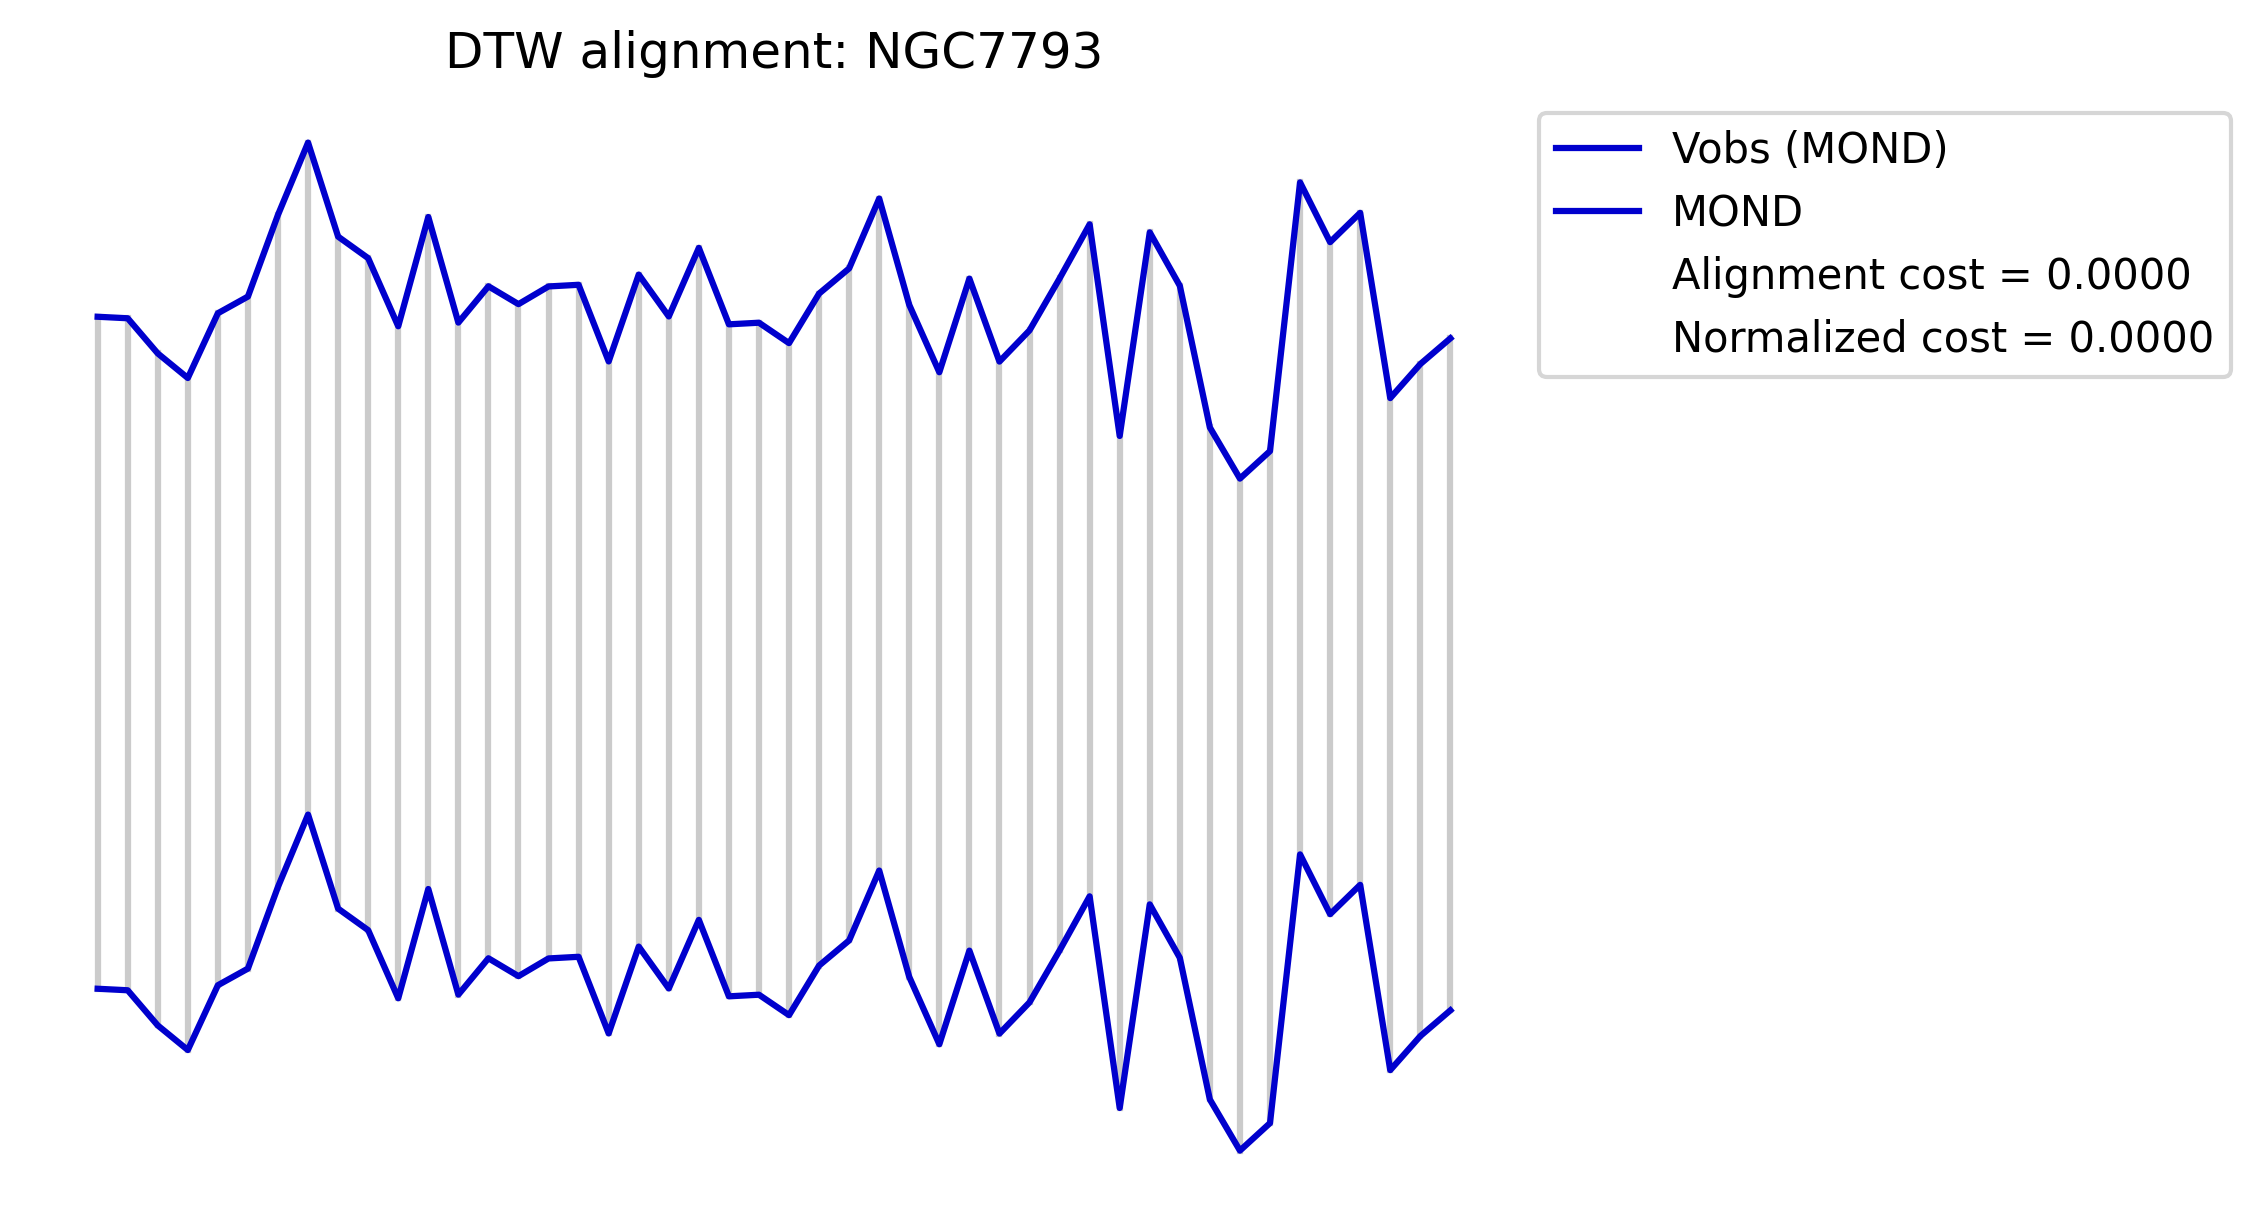 DTW alignment: NGC7793
Vobs (MOND)
MOND
Alignment cost = 0.0000
Normalized cost = 0.0000